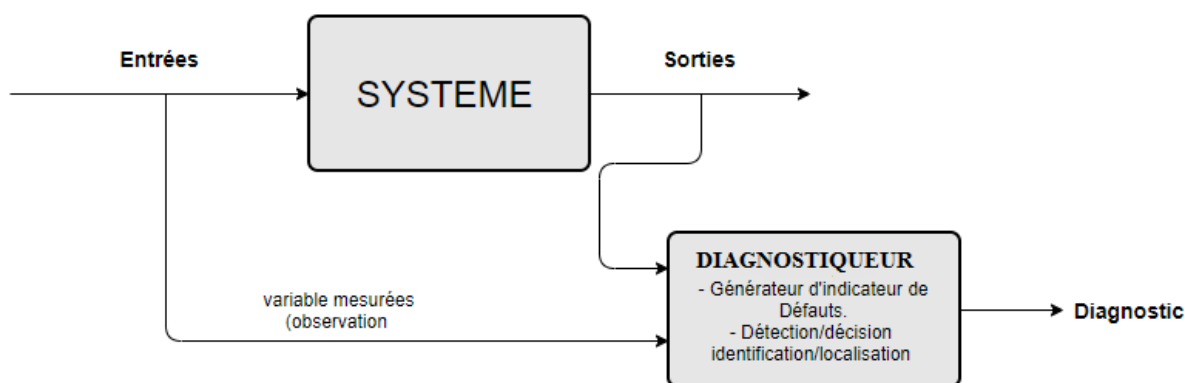 Entrées
Sorties
SYSTEME
DIAGNOSTIQUEUR
- Générateur d'indicateur de
Défauts.
- Détection/décision
identification/localisation
variable mesurées
(observation
Diagnostic